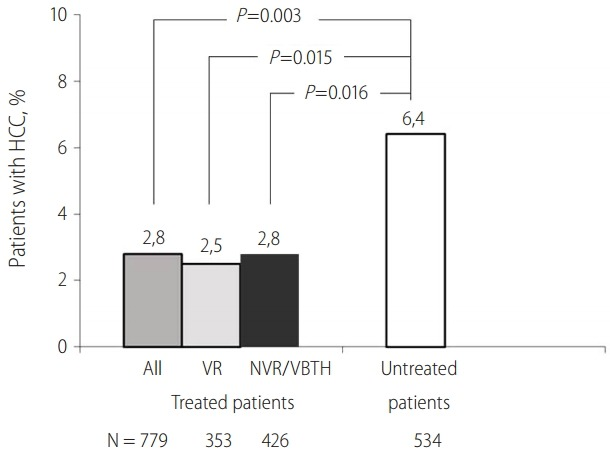 Patients with HCC, %
10
8
6
4
2
0
P=0.003
P=0.015
P=0.016
2,8
2,5
2,8
6,4
All VR NVR/VBTH Untreated
Treated patients patients
N = 779 353 426 534